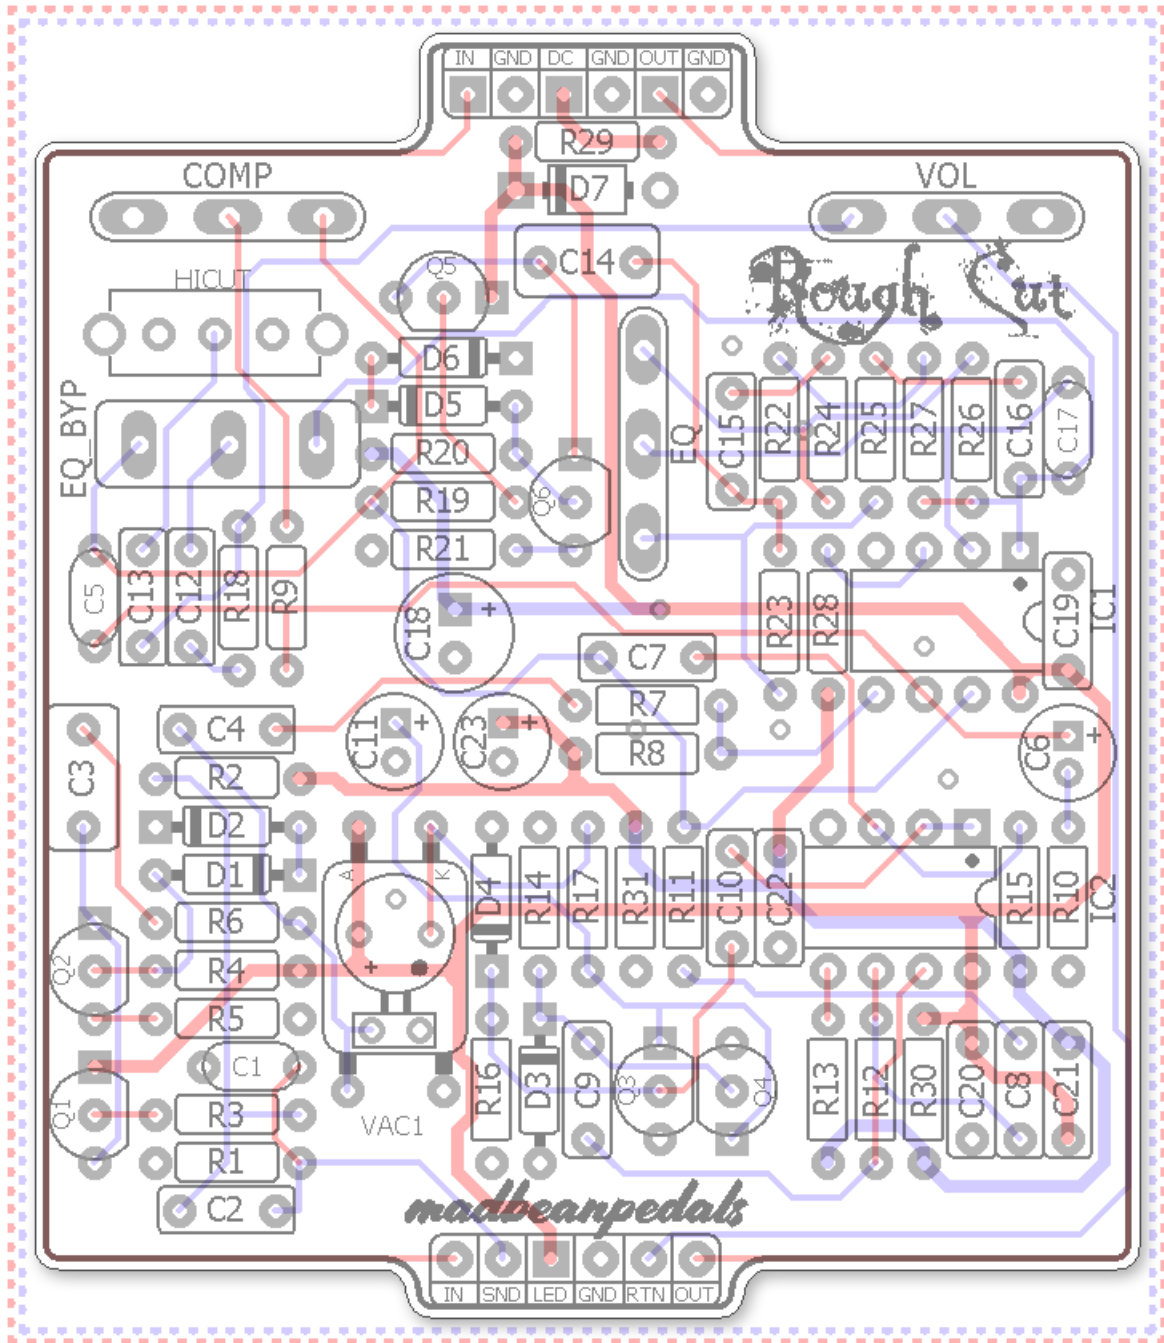 IN GND DC GND OUT GND
R29
COMP D7 VOL
HICUT Q5 C14 Rough Cut
D6
D5
EQ_BYP R20 Q6 EQ C15 R22 R24 R25 R27 R26 C16 C17
R19
R21
C5 C13 C12 R18 R9 C18 + R23 R28 C19 IC1
C7
R7
C3 C4 C11 + C23 + R8 C6 +
R2
D2
D1 A K D4 R14 R17 R31 R11 C10 C22 R15 R10 IC2
R6
Q2 R4 +
R5
C1 R16 D3 C9 Q3 Q4 R13 R12 R30 C20 C8 C21
Q1 R3 VAC1
R1
C2 madbeanpedals
IN SND LED GND RTN OUT